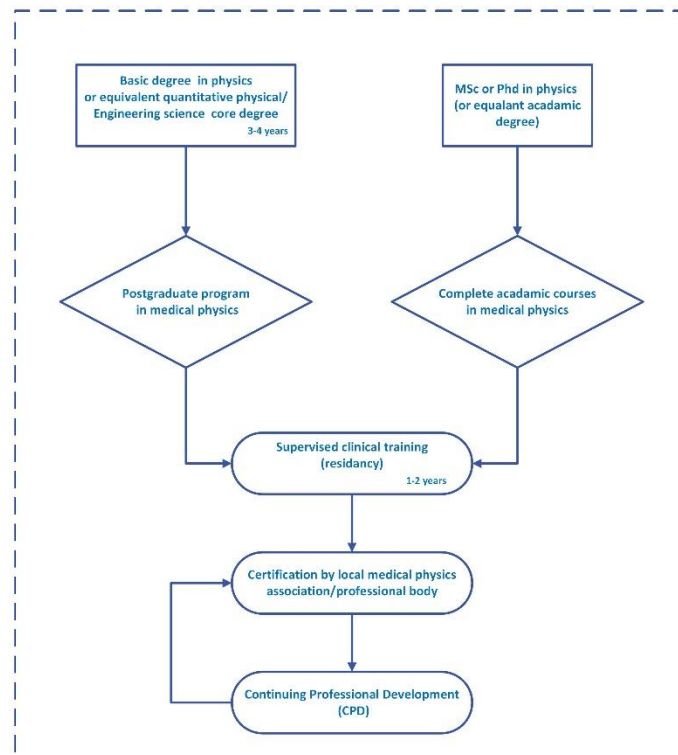 Basic degree in physics
or equivalent quantitative physical/
Engineering science core degree
3-4 years
MSc or Phd in physics
(or equalant acadamic
degree)
Postgraduate program
in medical physics
Complete acadamic courses
in medical physics
Supervised clinical training
(residancy)
1-2 years
Certification by local medical physics
association/professional body
Continuing Professional Development
(CPD)